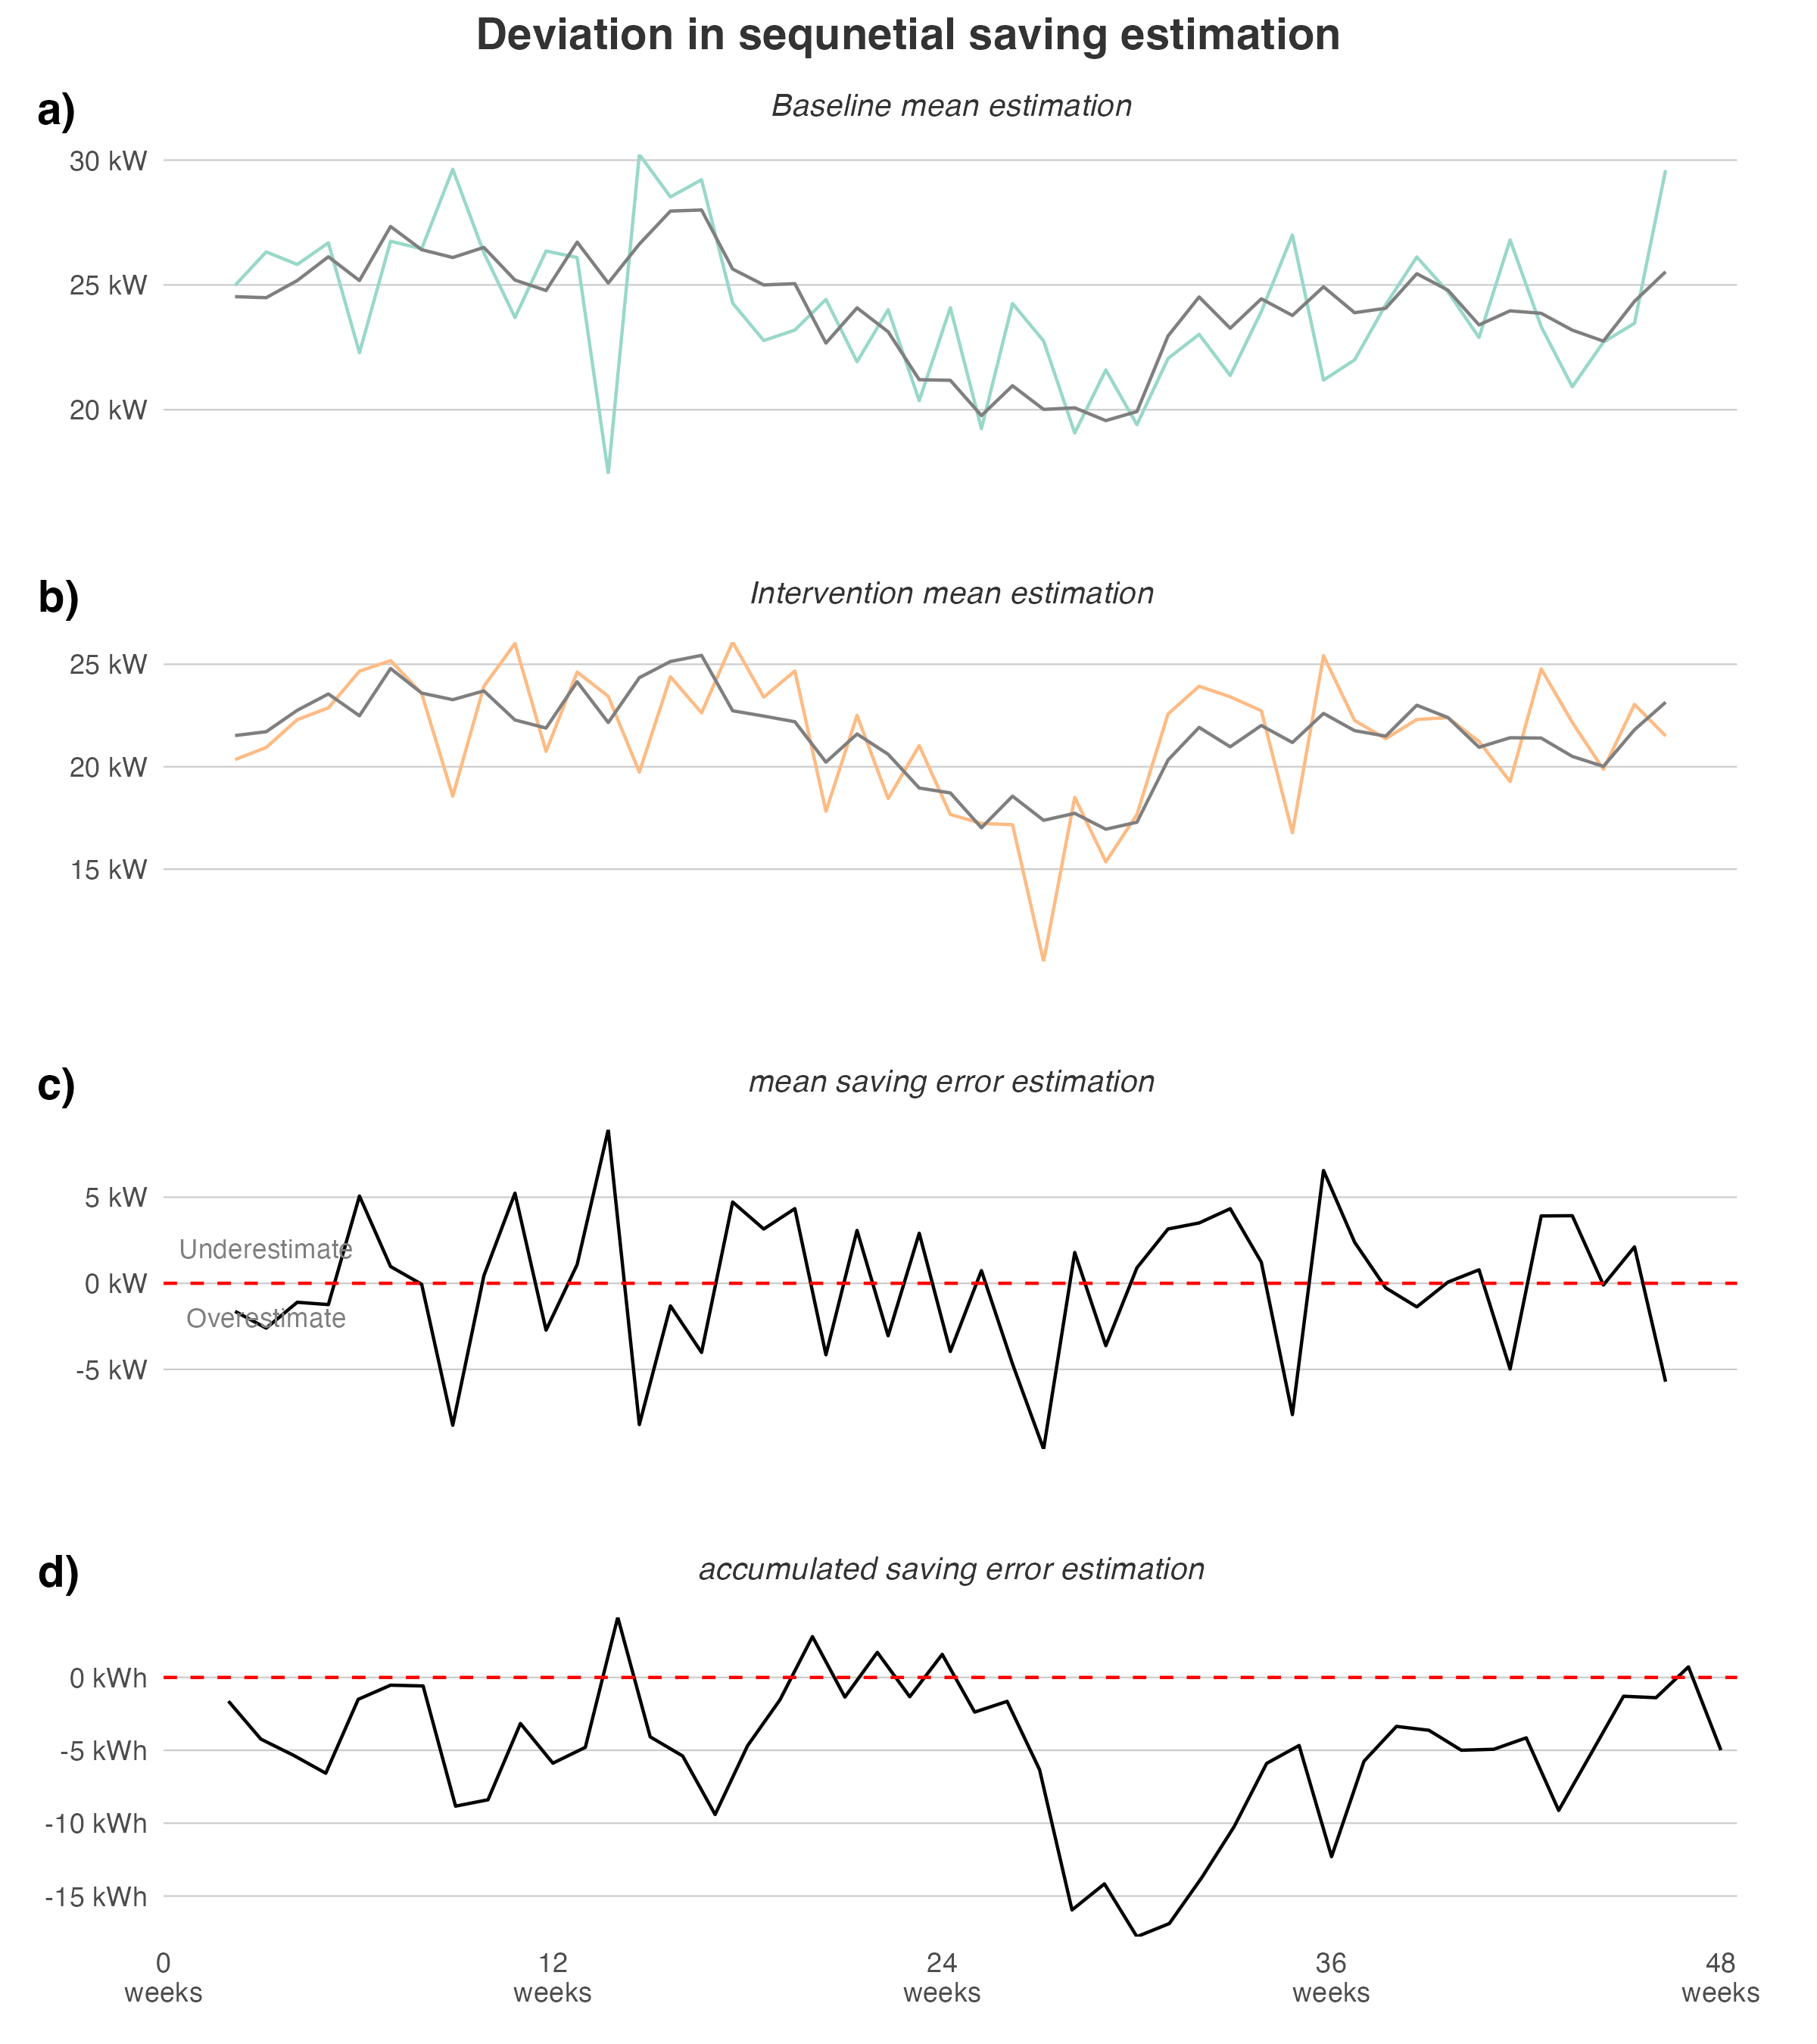 Deviation in sequnetial saving estimation
a)
Baseline mean estimation
30 kW
25 kW
20 kW
b)
Intervention mean estimation
25 kW
20 kW
15 kW
c)
mean saving error estimation
5 kW
Underestimate
0 kW
Overestimate
-5 kW
d)
accumulated saving error estimation
0 kWh
-5 kWh
-10 kWh
-15 kWh
0 12 24 36 48
weeks weeks weeks weeks weeks